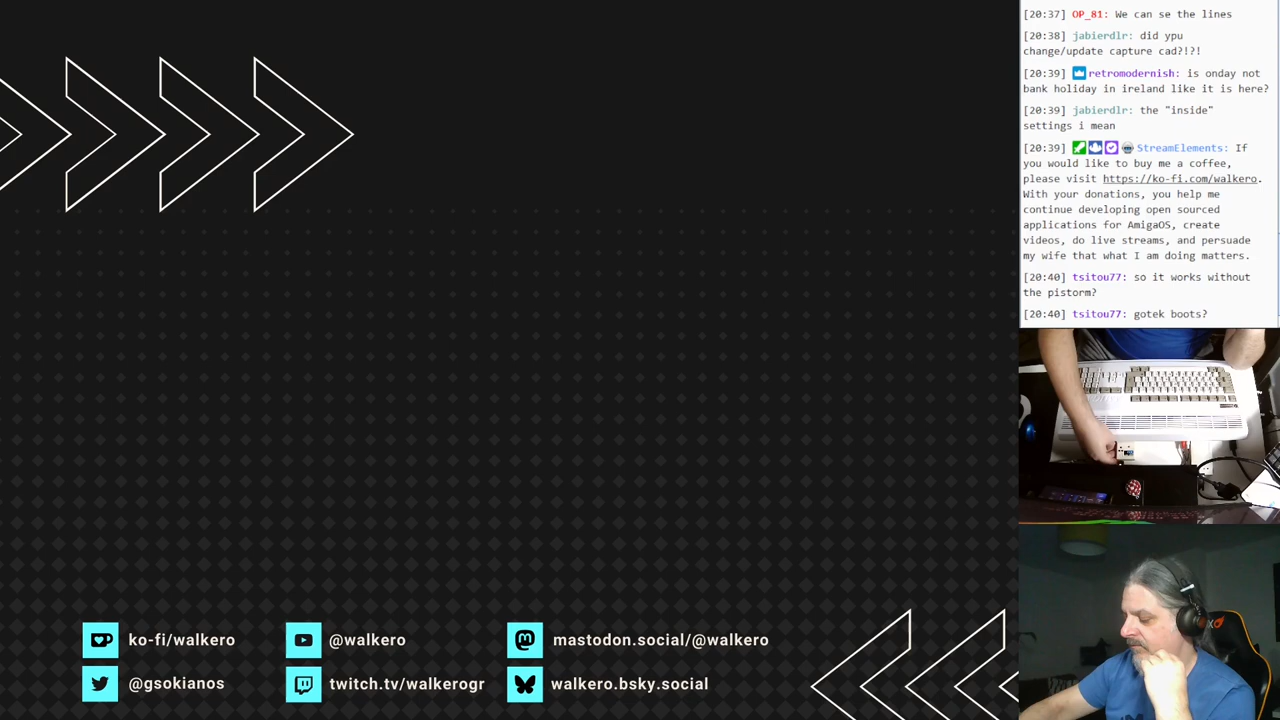 [20:37] OP_81: We can se the lines
[20:38] jabierdlr: did ypu
change/update capture cad?!?!
[20:39] retromodernish: is onday not
bank holiday in ireland like it is here?
[20:39] jabierdlr: the "inside"
settings i mean
[20:39] StreamElements: If
you would like to buy me a coffee,
please visit https://ko-fi.com/walkero.
With your donations, you help me
continue developing open sourced
applications for AmigaOS, create
videos, do live streams, and persuade
my wife that what I am doing matters.
[20:40] tsitou77: so it works without
the pistorm?
[20:40] tsitou77: gotek boots?
ko-fi/walkero
@walkero
mastodon.social/@walkero
@gsokianos
twitch.tv/walkerogr
walkero.bsky.social